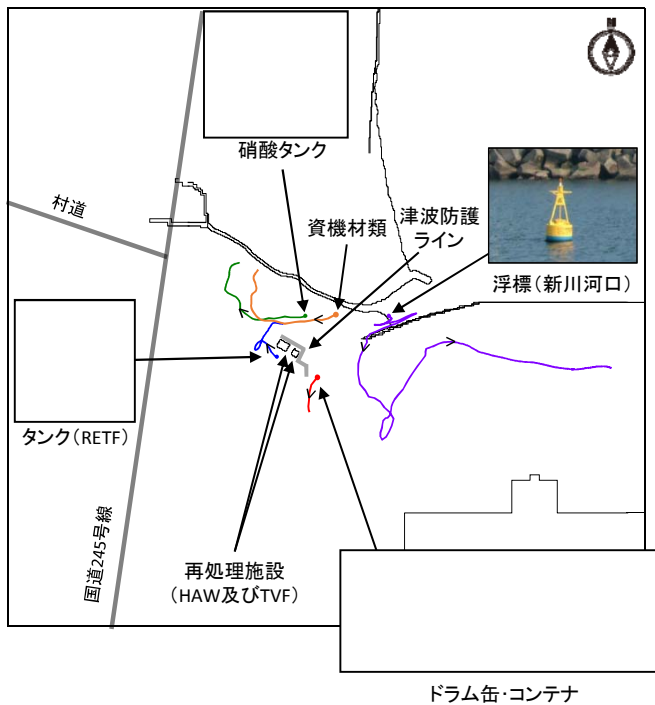 硝酸タンク
村道
資機材類
津波防護
ライン
浮標(新川河口)
タンク(RETF)
国道245号線
再処理施設
(HAW及びTVF)
ドラム缶・コンテナ